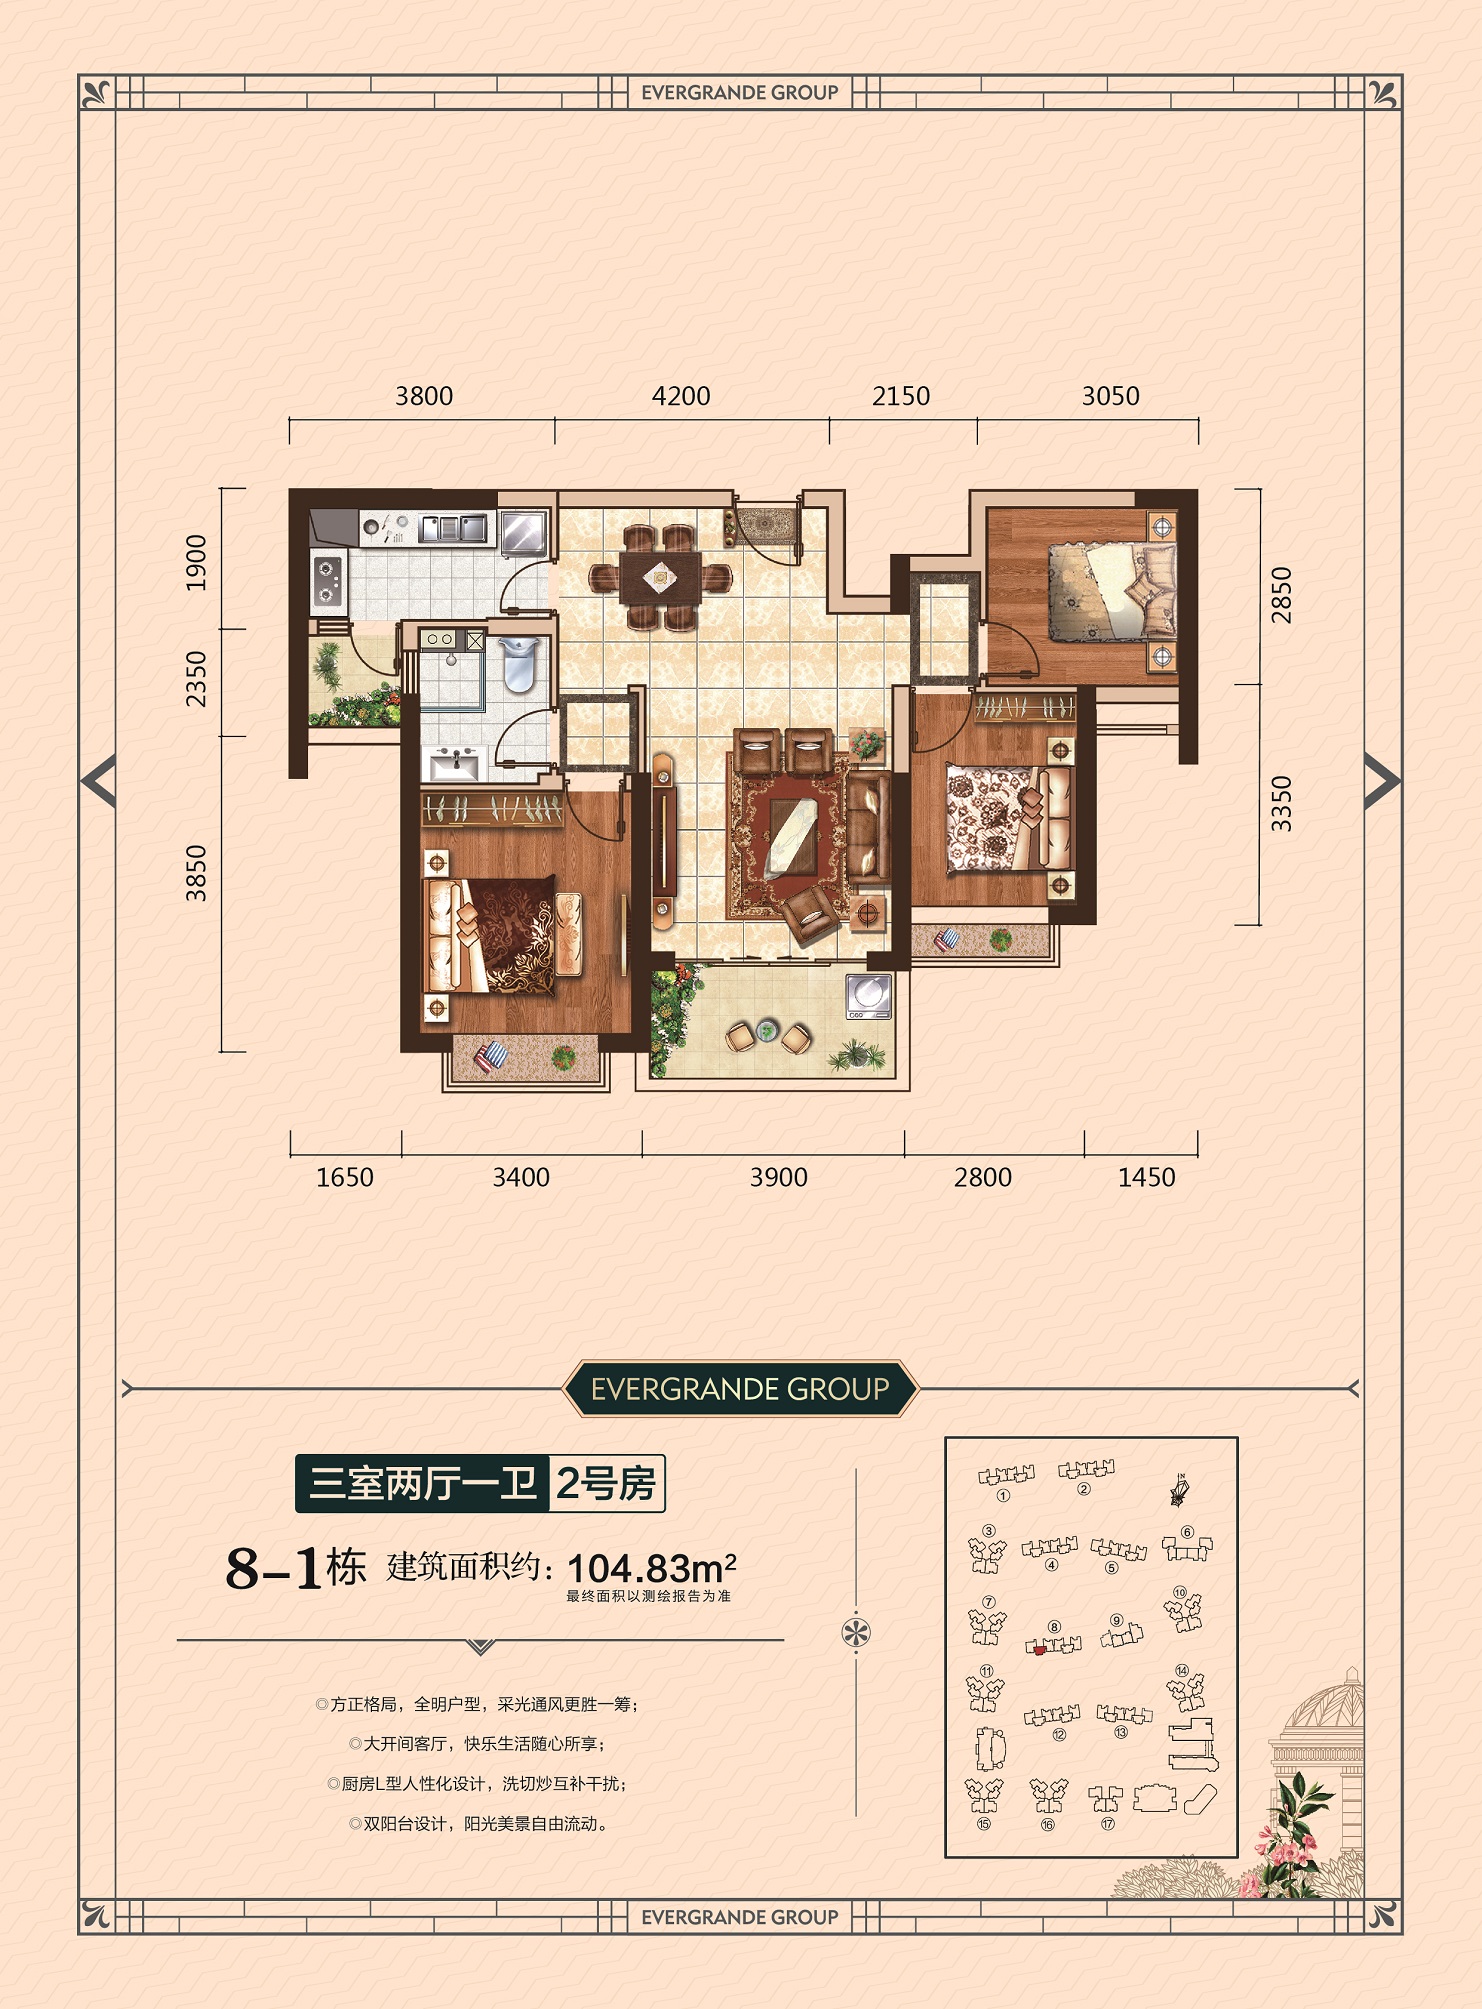 EVERGRANDE GROUP
3800 4200 2150 3050
1900
2350
3850
2850
3350
1650 3400 3900 2800 1450
EVERGRANDE GROUP
三室两厅一卫 2号房
8-1栋 建筑面积约：104.83m²
最终面积以测绘报告为准
◎方正格局，全明户型，采光通风更胜一筹；
◎大开间客厅，快乐生活随心所享；
◎厨房L型人性化设计，洗切炒互补干扰；
◎双阳台设计，阳光美景自由流动。
N
① ②
③ ④ ⑤ ⑥
⑦ ⑧ ⑨ ⑩
⑪ ⑫ ⑬ ⑭
⑮ ⑯ ⑰
EVERGRANDE GROUP